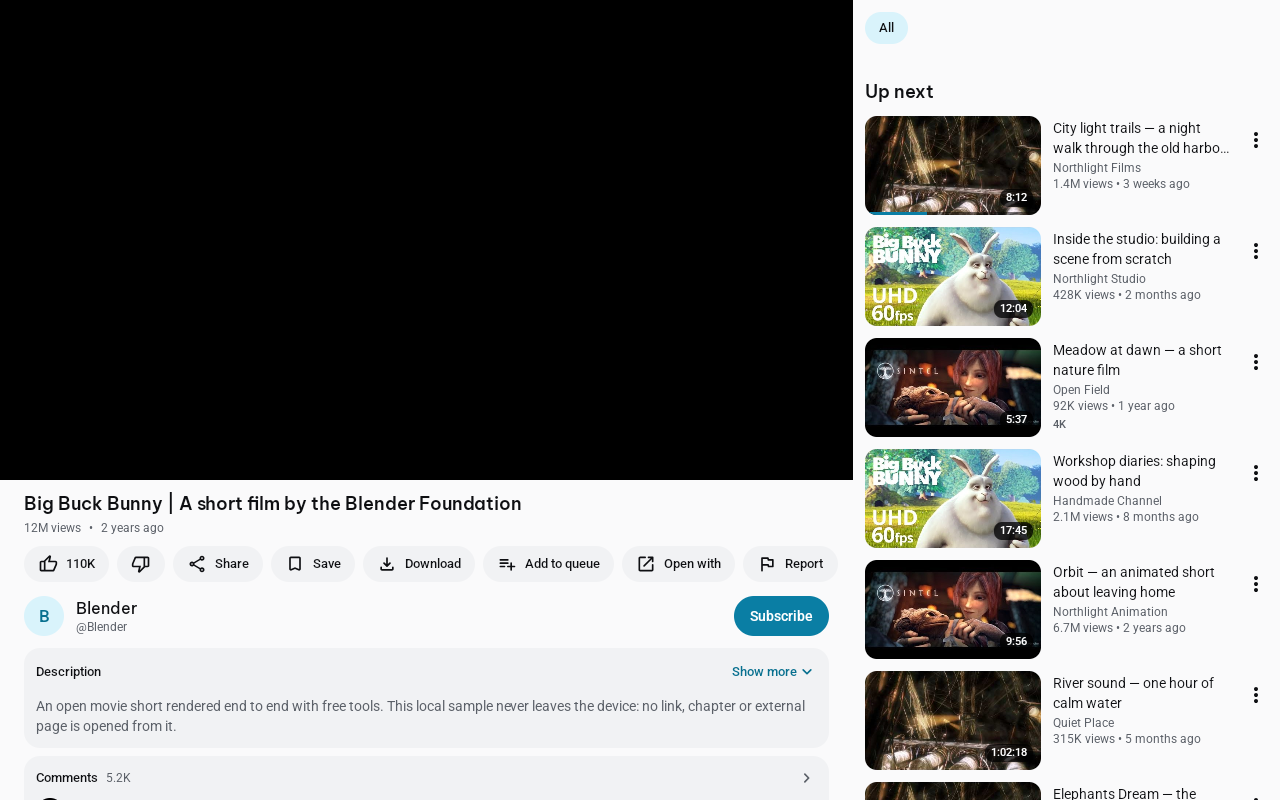 Big Buck Bunny | A short film by the Blender Foundation
12M views • 2 years ago
110K
Share
Save
Download
Add to queue
Open with
Report
B
Blender
@Blender
Subscribe
Description
Show more
An open movie short rendered end to end with free tools. This local sample never leaves the device: no link, chapter or external
page is opened from it.
Comments 5.2K
All
Up next
8:12
City light trails — a night
walk through the old harbo…
Northlight Films
1.4M views • 3 weeks ago
Big Buck
BUNNY
UHD
60fps
12:04
Inside the studio: building a
scene from scratch
Northlight Studio
428K views • 2 months ago
SINTEL
5:37
Meadow at dawn — a short
nature film
Open Field
92K views • 1 year ago
4K
Big Buck
BUNNY
UHD
60fps
17:45
Workshop diaries: shaping
wood by hand
Handmade Channel
2.1M views • 8 months ago
SINTEL
9:56
Orbit — an animated short
about leaving home
Northlight Animation
6.7M views • 2 years ago
1:02:18
River sound — one hour of
calm water
Quiet Place
315K views • 5 months ago
Elephants Dream — the